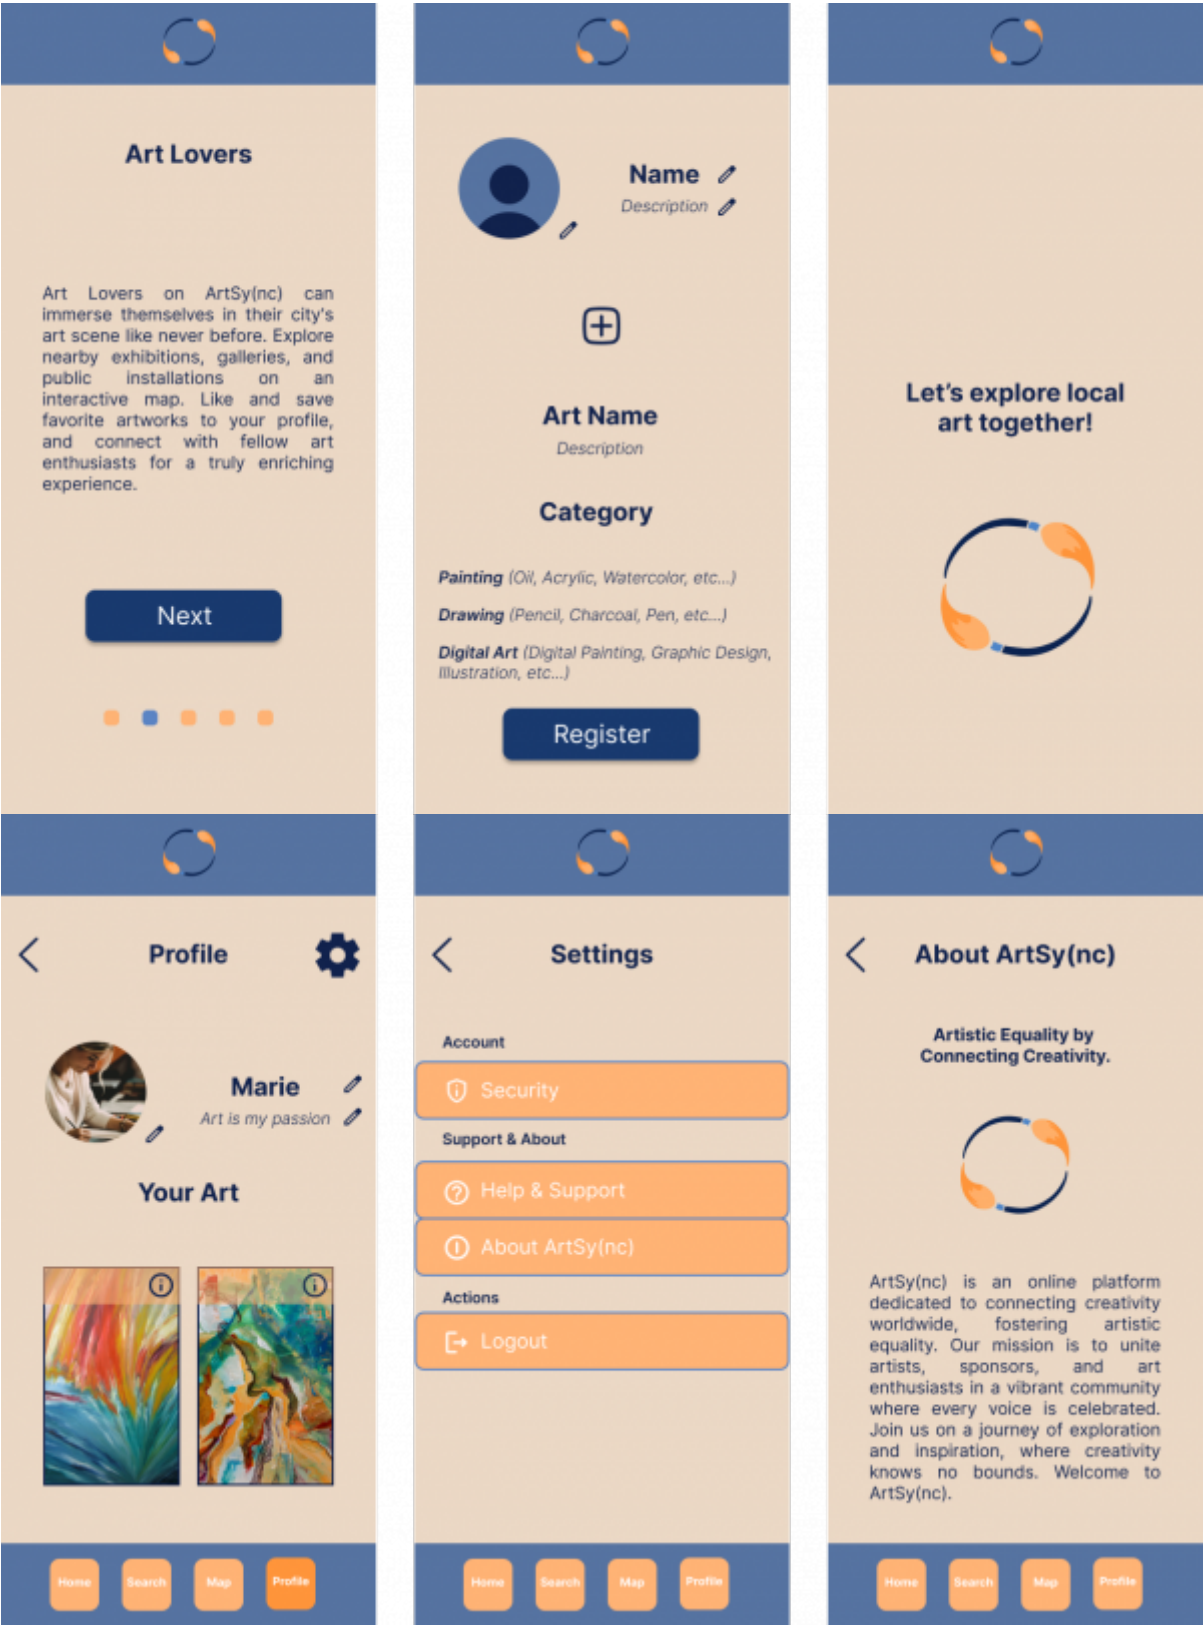 Art Lovers
Art Lovers on ArtSy(nc) can
immerse themselves in their city's
art scene like never before. Explore
nearby exhibitions, galleries, and
public installations on an
interactive map. Like and save
favorite artworks to your profile,
and connect with fellow art
enthusiasts for a truly enriching
experience.
Next
Name
Description
Art Name
Description
Category
Painting (Oil, Acrylic, Watercolor, etc...)
Drawing (Pencil, Charcoal, Pen, etc...)
Digital Art (Digital Painting, Graphic Design,
Illustration, etc...)
Register
Let's explore local
art together!
Profile
Marie
Art is my passion
Your Art
Home Search Map Profile
Settings
Account
Security
Support & About
Help & Support
About ArtSy(nc)
Actions
Logout
Home Search Map Profile
About ArtSy(nc)
Artistic Equality by
Connecting Creativity.
ArtSy(nc) is an online platform
dedicated to connecting creativity
worldwide, fostering artistic
equality. Our mission is to unite
artists, sponsors, and art
enthusiasts in a vibrant community
where every voice is celebrated.
Join us on a journey of exploration
and inspiration, where creativity
knows no bounds. Welcome to
ArtSy(nc).
Home Search Map Profile